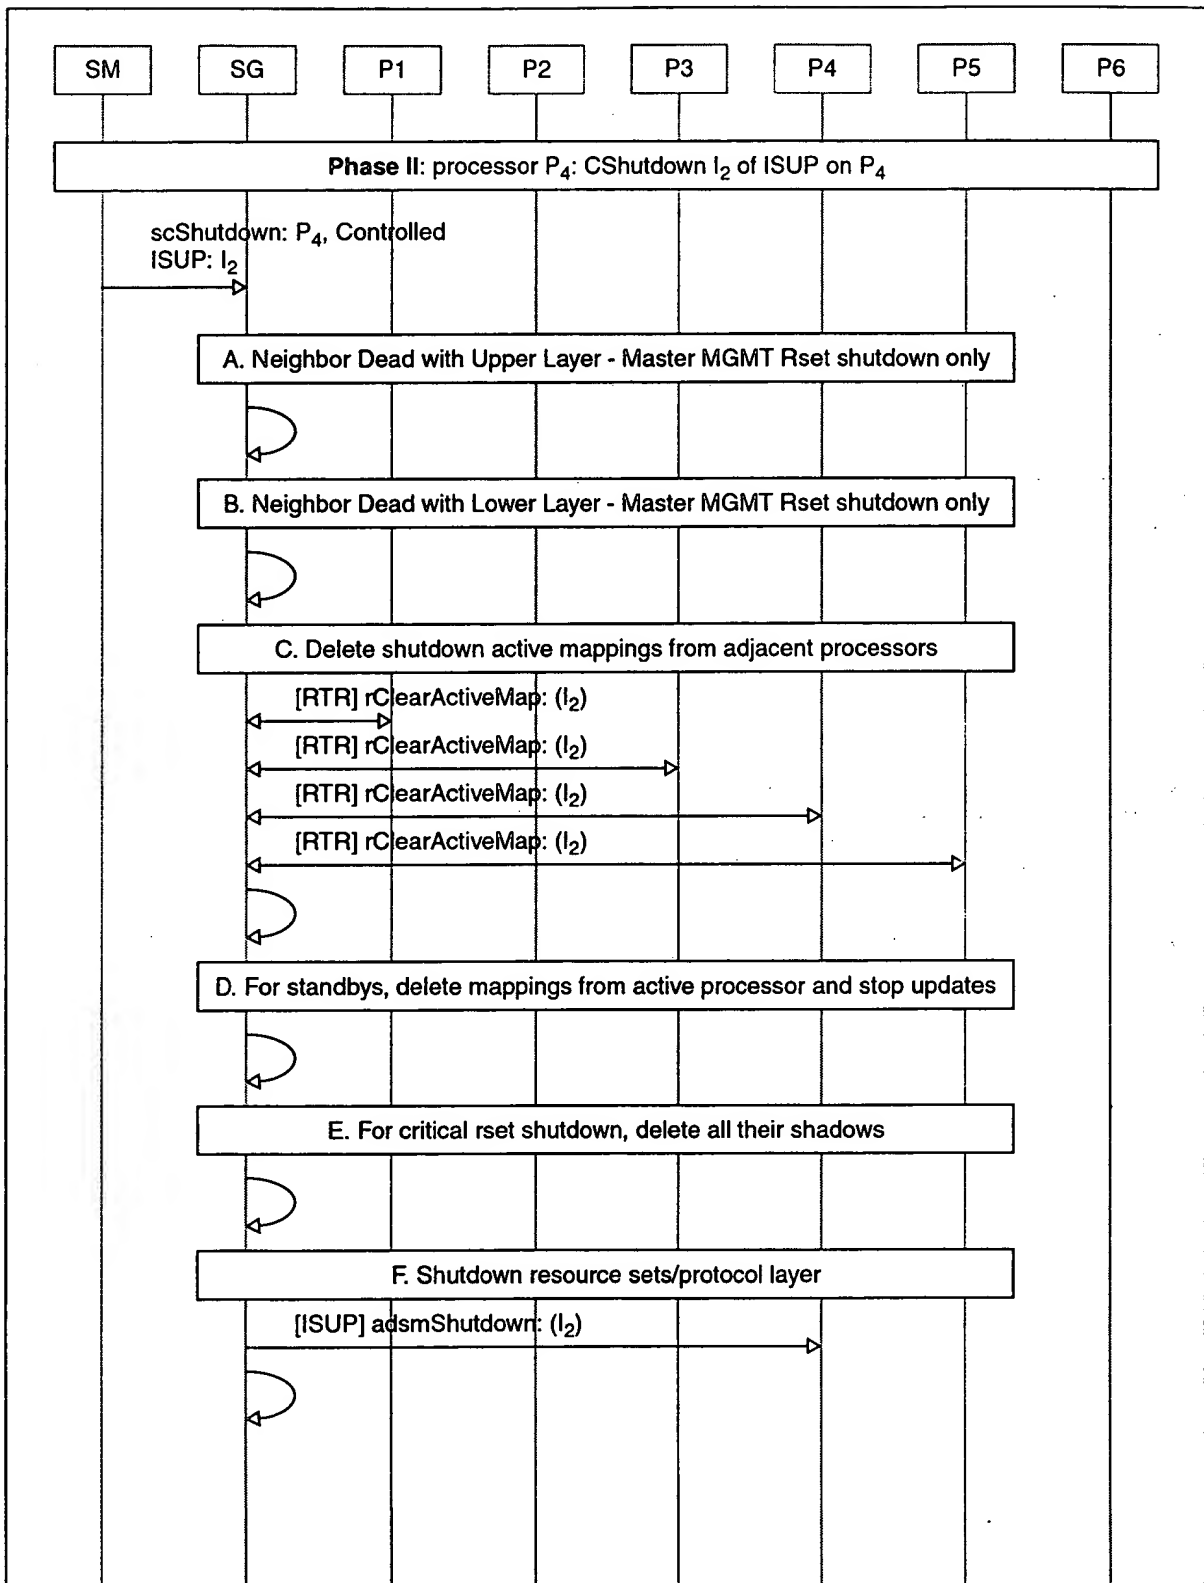 SM SG P1 P2 P3 P4 P5 P6
Phase II: processor P4: CShutdown I2 of ISUP on P4
scShutdown: P4, Controlled
ISUP: I2
A. Neighbor Dead with Upper Layer - Master MGMT Rset shutdown only
B. Neighbor Dead with Lower Layer - Master MGMT Rset shutdown only
C. Delete shutdown active mappings from adjacent processors
[RTR] rClearActiveMap: (I2)
[RTR] rClearActiveMap: (I2)
[RTR] rClearActiveMap: (I2)
[RTR] rClearActiveMap: (I2)
D. For standbys, delete mappings from active processor and stop updates
E. For critical rset shutdown, delete all their shadows
F. Shutdown resource sets/protocol layer
[ISUP] adsmShutdown: (I2)